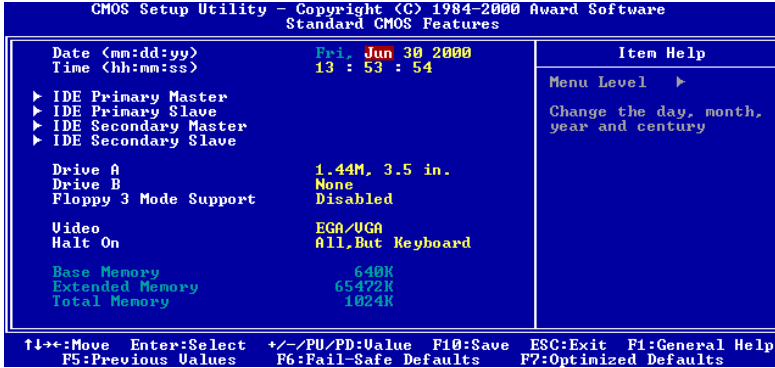 CMOS Setup Utility - Copyright (C) 1984-2000 Award Software
Standard CMOS Features
Date (mm:dd:yy) Fri, Jun 30 2000
Time (hh:mm:ss) 13 : 53 : 54
▶ IDE Primary Master
▶ IDE Primary Slave
▶ IDE Secondary Master
▶ IDE Secondary Slave
Drive A 1.44M, 3.5 in.
Drive B None
Floppy 3 Mode Support Disabled
Video EGA/VGA
Halt On All,But Keyboard
Base Memory 640K
Extended Memory 65472K
Total Memory 1024K
Item Help
Menu Level ▶
Change the day, month,
year and century
↑↓→←:Move Enter:Select +/-/PU/PD:Value F10:Save ESC:Exit F1:General Help
F5:Previous Values F6:Fail-Safe Defaults F7:Optimized Defaults